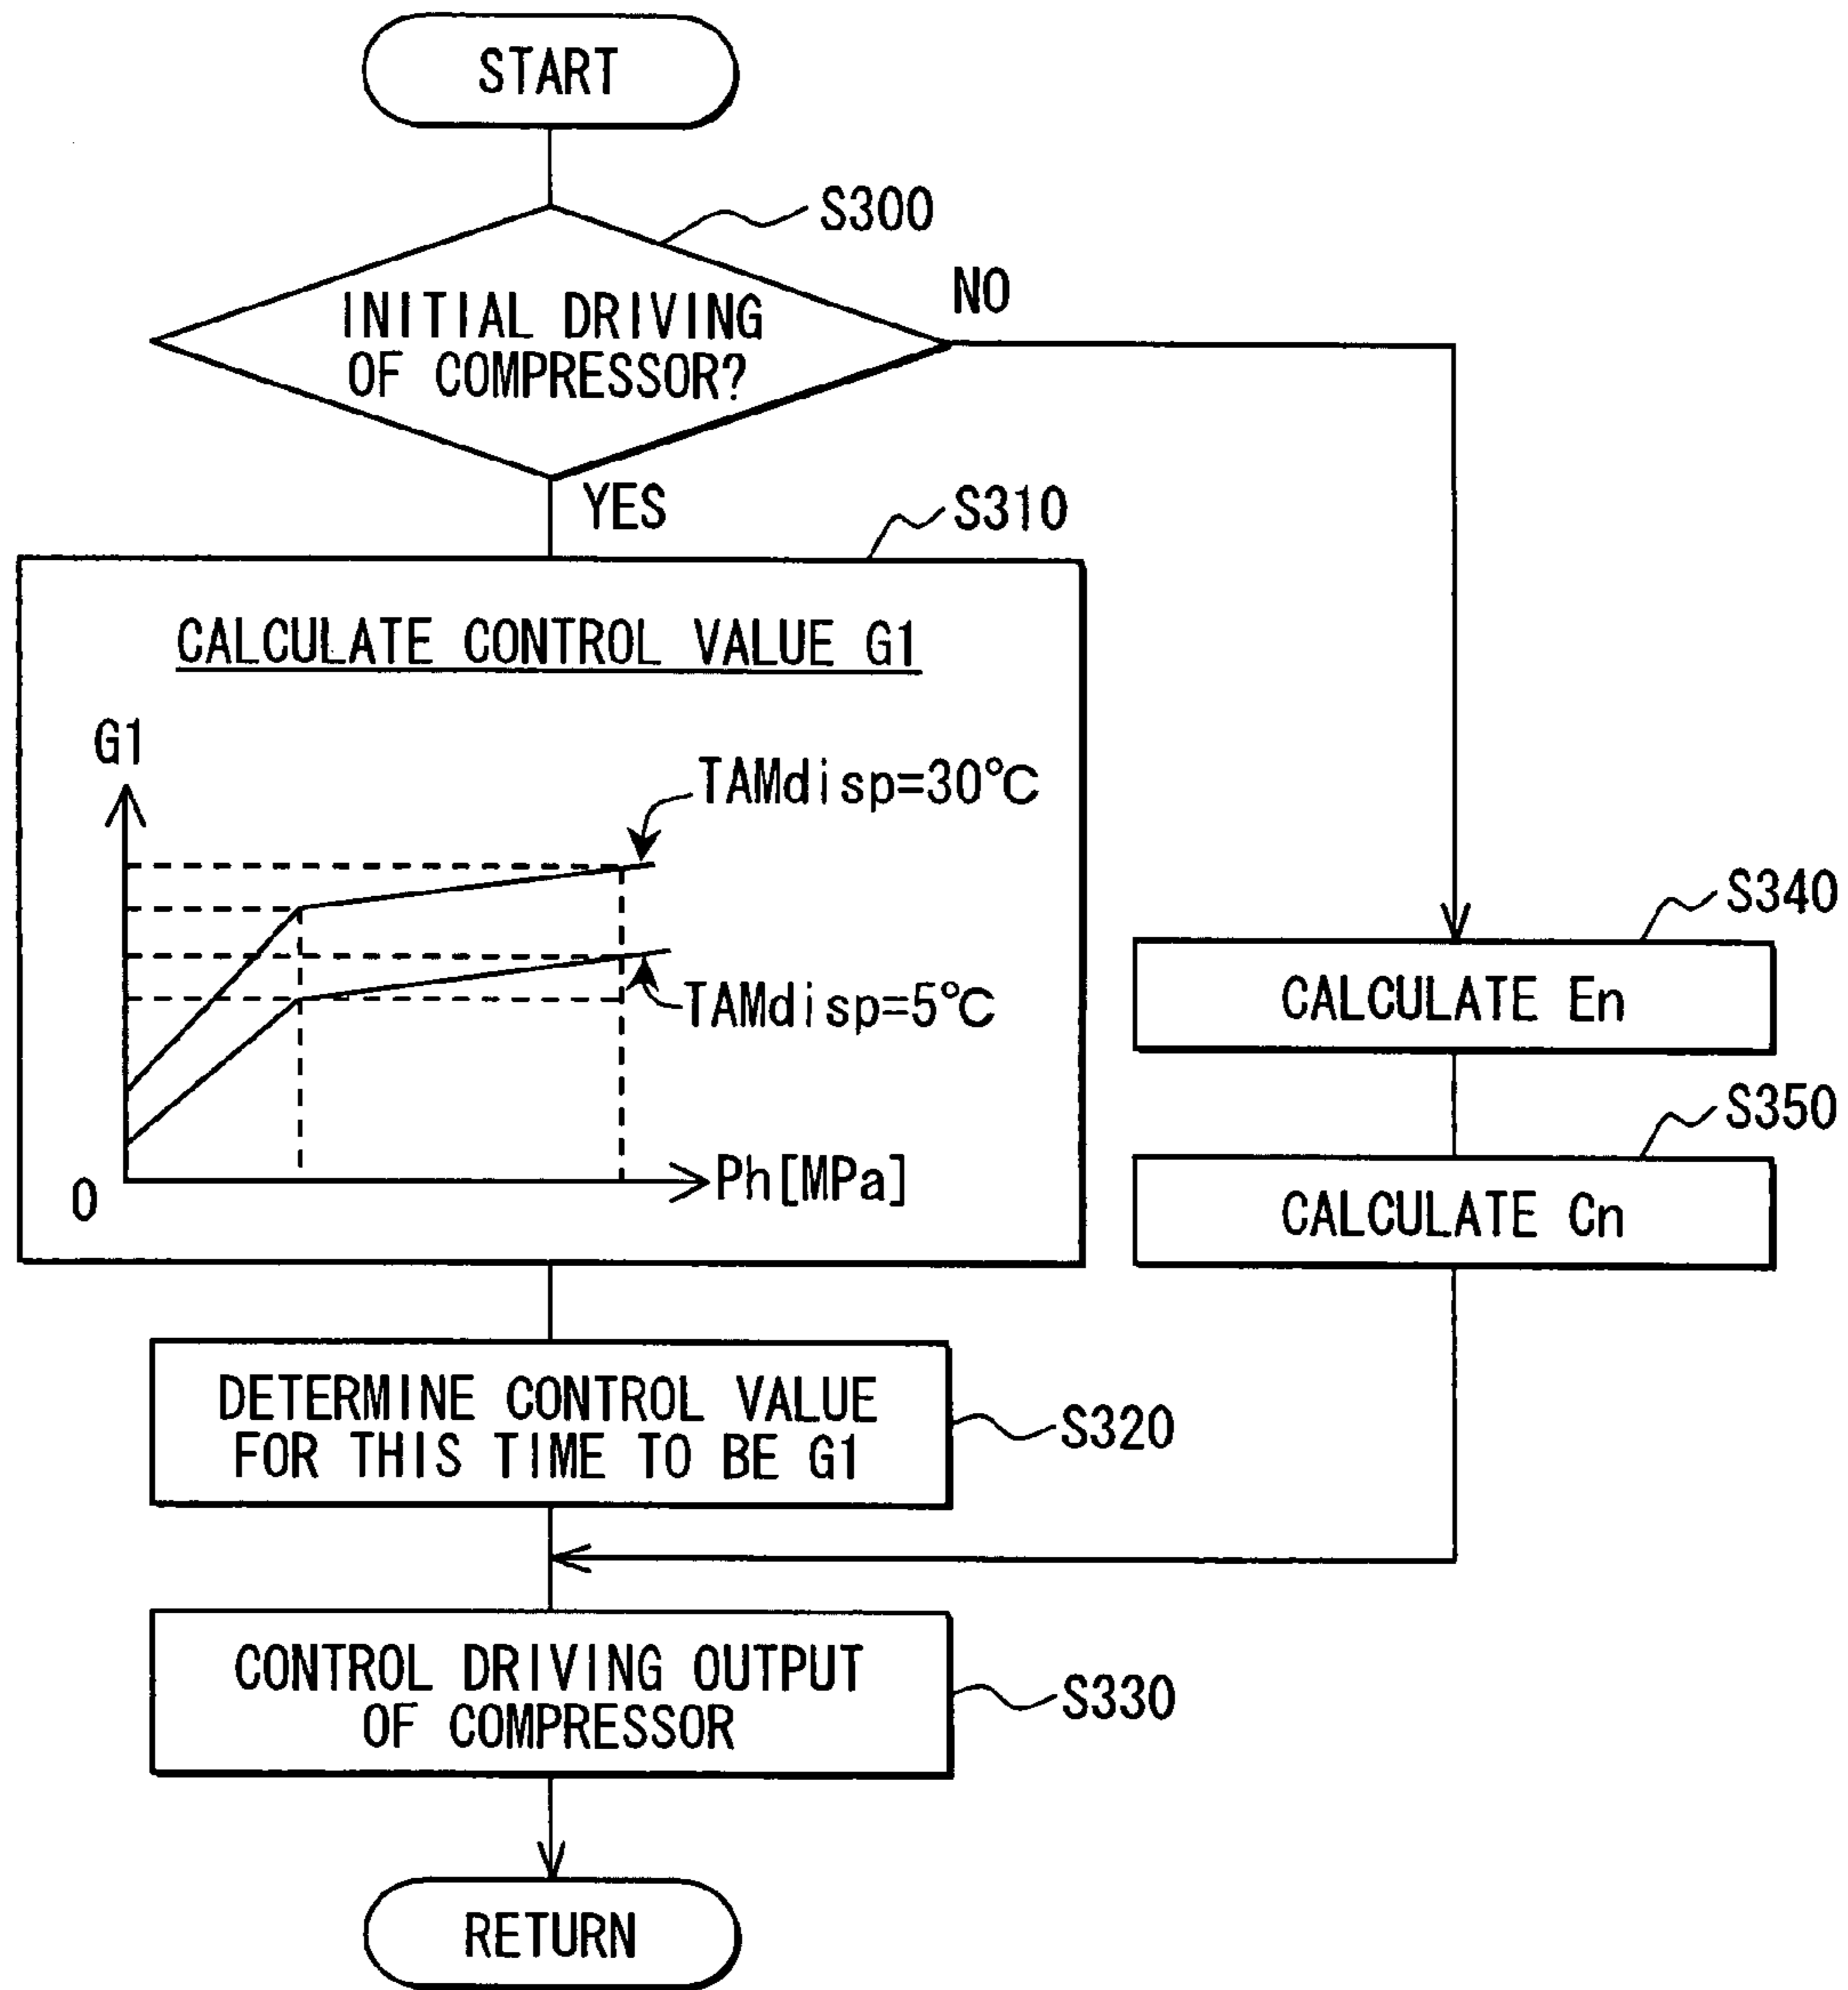 START
S300
INITIAL DRIVING
OF COMPRESSOR?
NO
YES
S310
CALCULATE CONTROL VALUE G1
G1
TAMdisp=30°C
TAMdisp=5°C
0
Ph[MPa]
S340
CALCULATE En
S350
CALCULATE Cn
DETERMINE CONTROL VALUE
FOR THIS TIME TO BE G1
S320
CONTROL DRIVING OUTPUT
OF COMPRESSOR
S330
RETURN